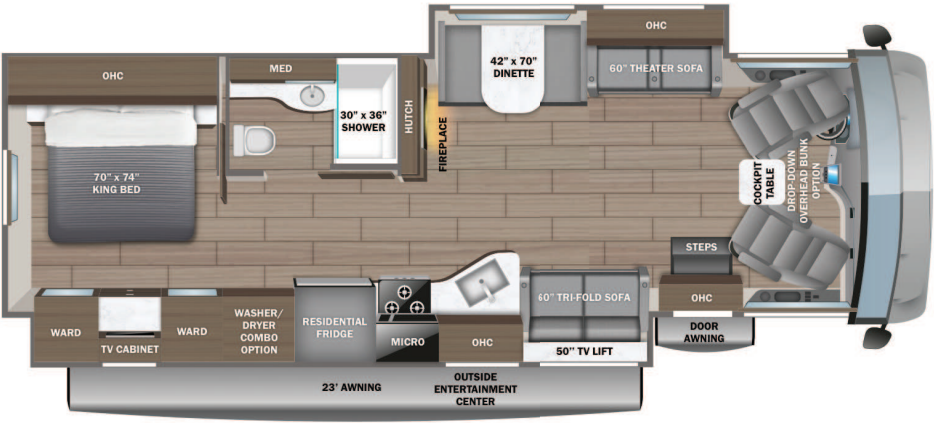 OHC
MED
30" x 36"
SHOWER
HUTCH
FIREPLACE
42" x 70"
DINETTE
OHC
60" THEATER SOFA
70" x 74"
KING BED
COCKPIT
TABLE
DROP-DOWN
OVERHEAD BUNK
OPTION
STEPS
WARD
TV CABINET
WARD
WASHER/
DRYER
COMBO
OPTION
RESIDENTIAL
FRIDGE
MICRO
OHC
60" TRI-FOLD SOFA
50" TV LIFT
OHC
DOOR
AWNING
23' AWNING
OUTSIDE
ENTERTAINMENT
CENTER